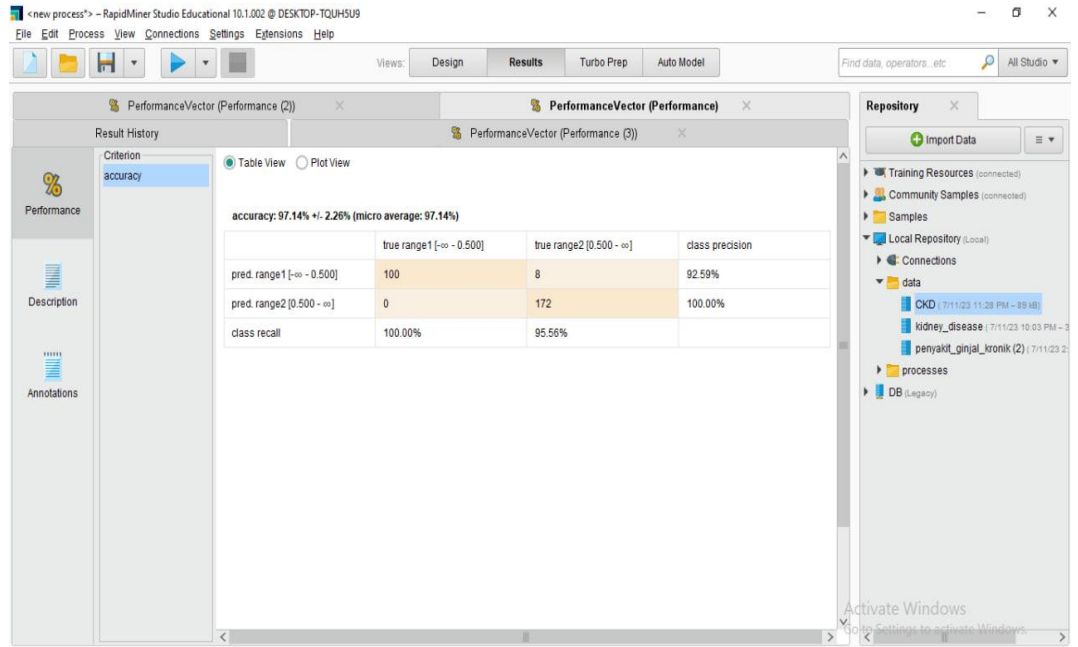 <new process*> – RapidMiner Studio Educational 10.1.002 @ DESKTOP-TQUH5U9
File Edit Process View Connections Settings Extensions Help
Views: Design Results Turbo Prep Auto Model Find data, operators...etc All Studio
PerformanceVector (Performance (2)) PerformanceVector (Performance)
Result History PerformanceVector (Performance (3))
Performance
Description
Annotations
Criterion
accuracy
Table View Plot View
accuracy: 97.14% +/- 2.26% (micro average: 97.14%)
true range1 [-∞ - 0.500] true range2 [0.500 - ∞] class precision
pred. range1 [-∞ - 0.500] 100 8 92.59%
pred. range2 [0.500 - ∞] 0 172 100.00%
class recall 100.00% 95.56%
Repository
Import Data
Training Resources (connected)
Community Samples (connected)
Samples
Local Repository (Local)
Connections
data
CKD (7/11/23 11:28 PM – 89 kB)
kidney_disease (7/11/23 10:03 PM – 3
penyakit_ginjal_kronik (2) (7/11/23 2:
processes
DB (Legacy)
Activate Windows
Go to Settings to activate Windows.